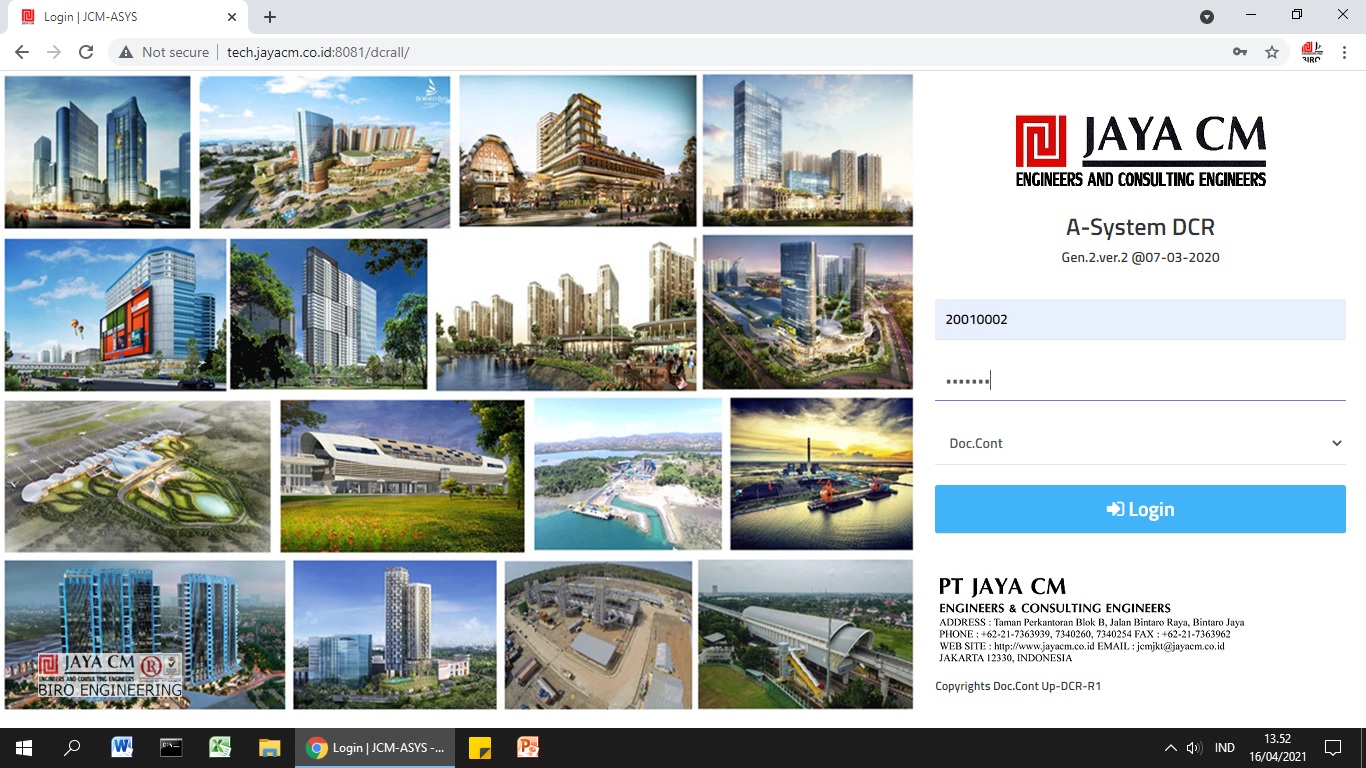 Login | JCM-ASYS
Not secure
tech.jayacm.co.id:8081/dcrall/
BIRO
JAYA CM
ENGINEERS AND CONSULTING ENGINEERS
A-System DCR
Gen.2.ver.2 @07-03-2020
20010002
Doc.Cont
Login
JAYA CM
ENGINEERS AND CONSULTING ENGINEERS
BIRO ENGINEERING
PT JAYA CM
ENGINEERS & CONSULTING ENGINEERS
ADDRESS : Taman Perkantoran Blok B, Jalan Bintaro Raya, Bintaro Jaya
PHONE : +62-21-7363939, 7340260, 7340254 FAX : +62-21-7363962
WEB SITE : http://www.jayacm.co.id EMAIL : jcmjkt@jayacm.co.id
JAKARTA 12330, INDONESIA
Copyrights Doc.Cont Up-DCR-R1
Login | JCM-ASYS -...
IND
13.52
16/04/2021